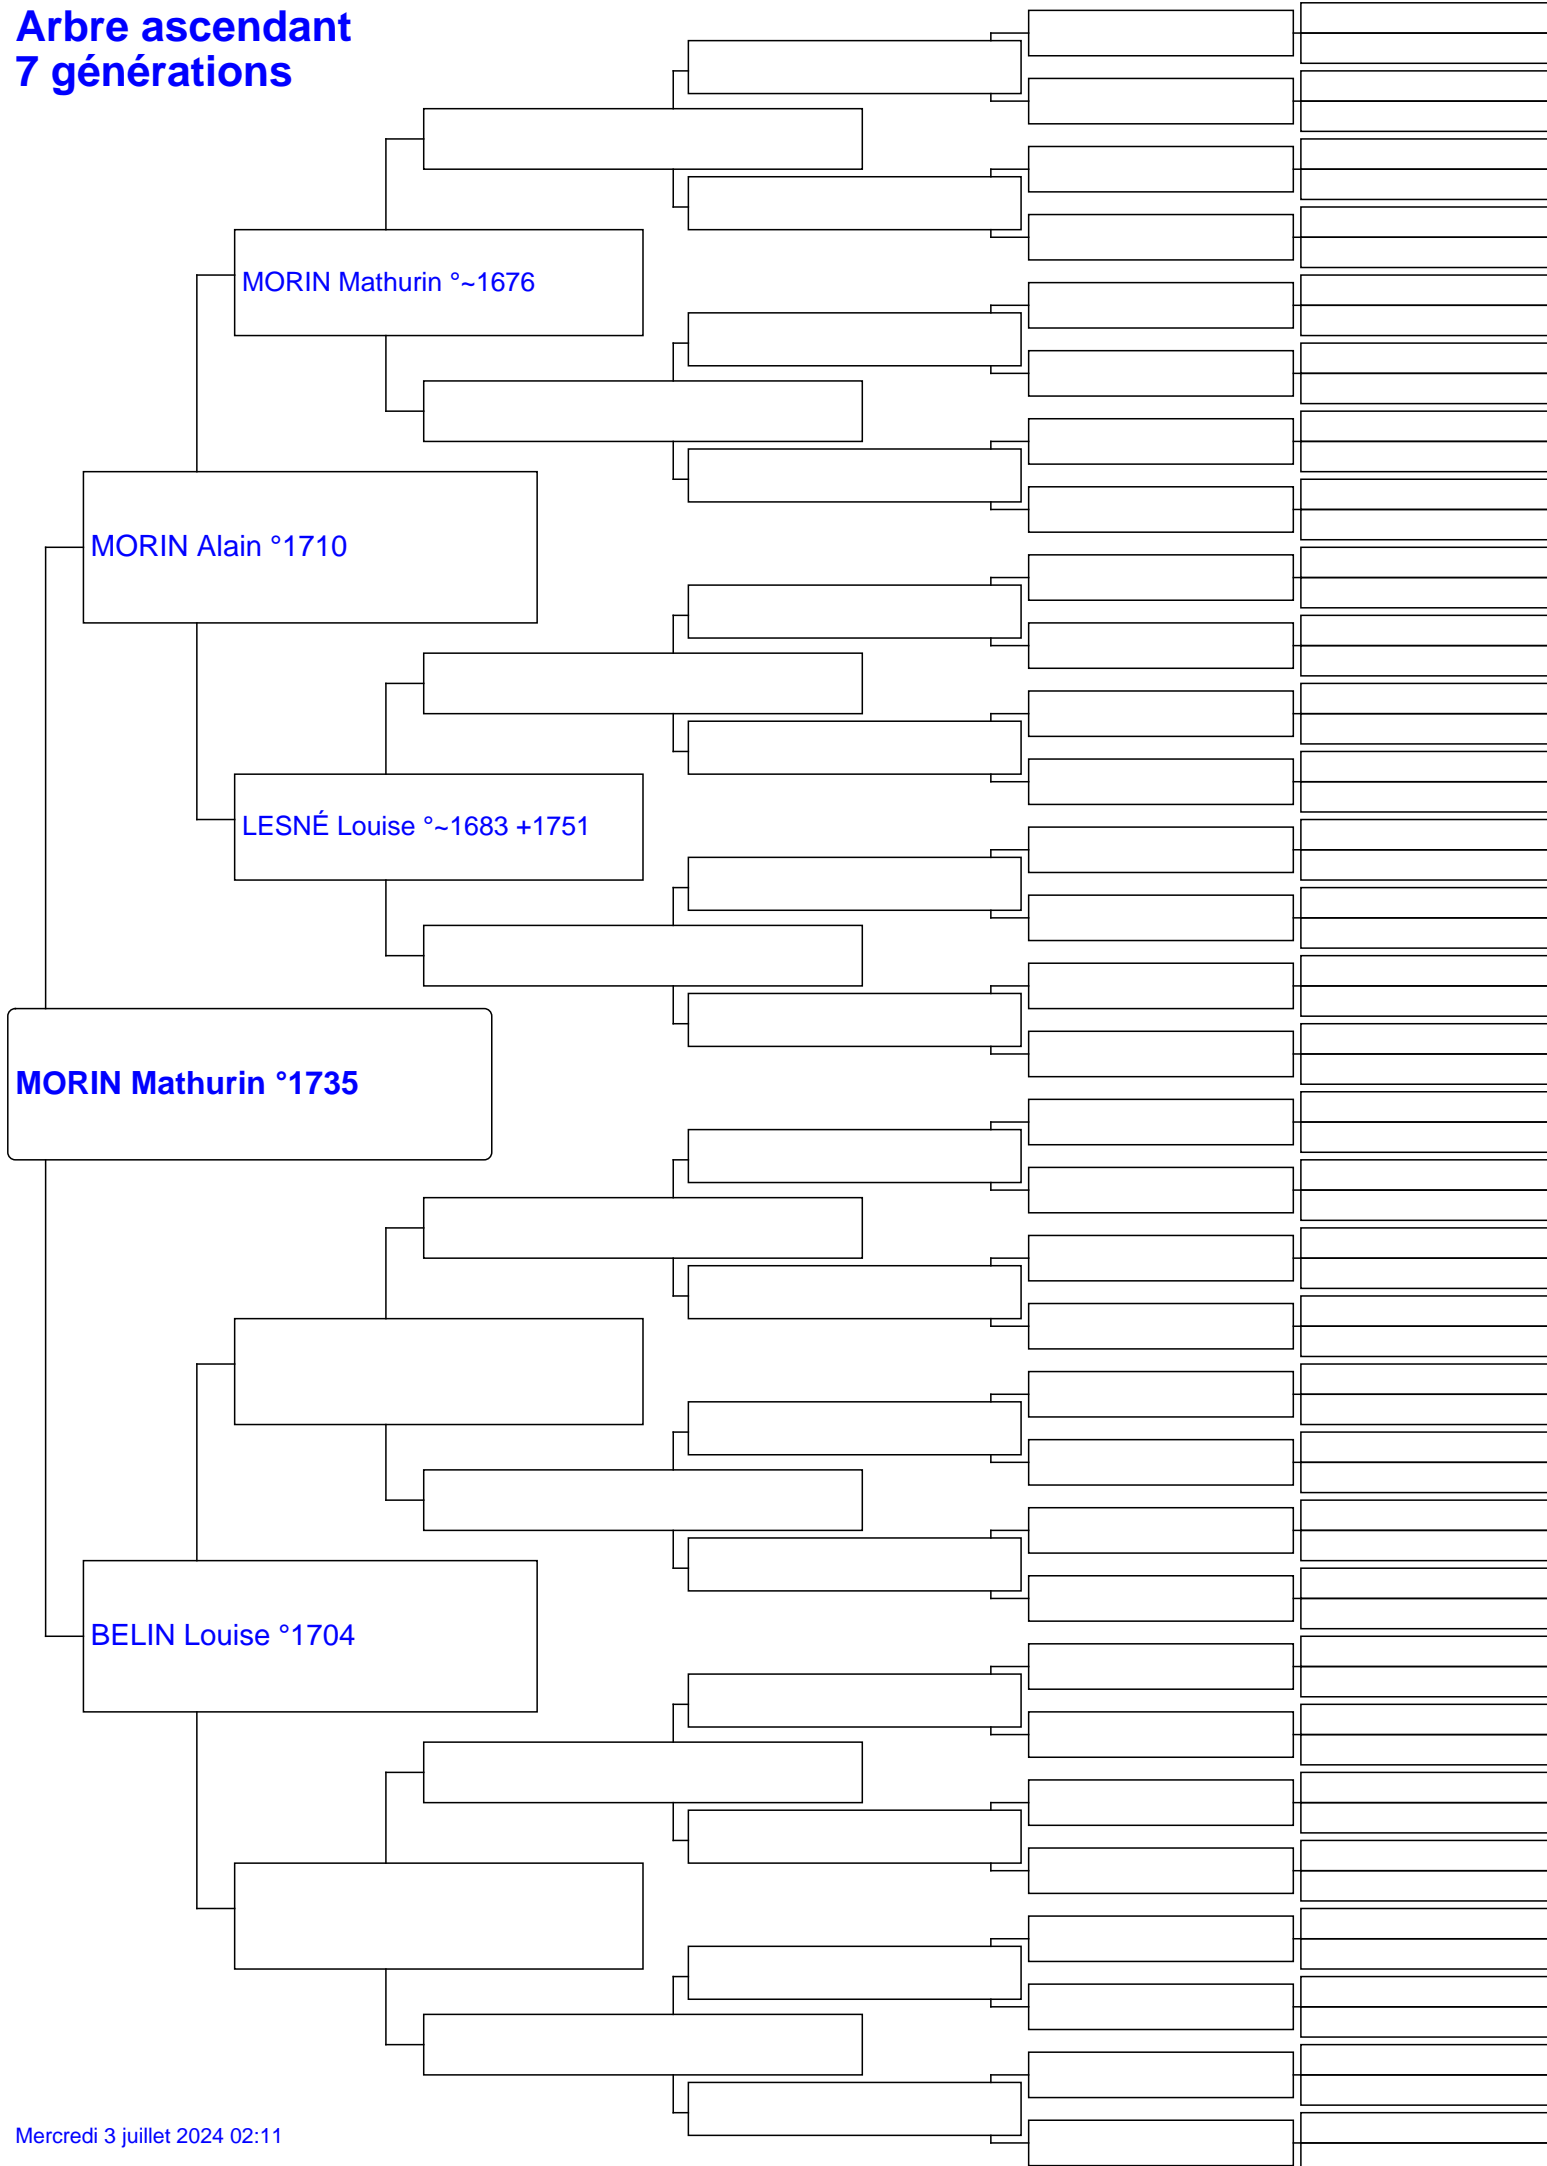 Arbre ascendant
7 générations
MORIN Mathurin °~1676
MORIN Alain °1710
LESNÉ Louise °~1683 +1751
MORIN Mathurin °1735
BELIN Louise °1704
Mercredi 3 juillet 2024 02:11